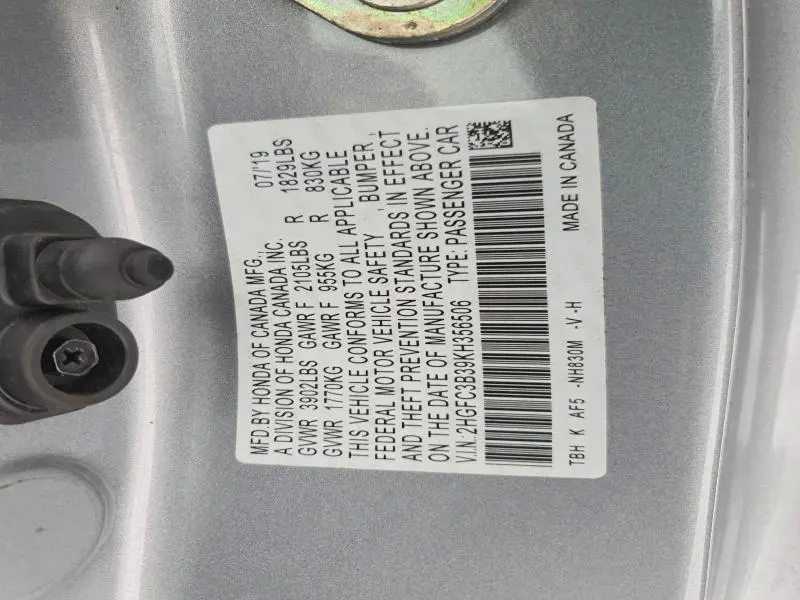 MFD.BY HONDA OF CANADA MFG., 07/19
A DIVISION OF HONDA CANADA INC.
GVWR 3902LBS GAWR F 2105LBS R 1829LBS
GVWR 1770KG GAWR F 955KG R 830KG
THIS VEHICLE CONFORMS TO ALL APPLICABLE
FEDERAL MOTOR VEHICLE SAFETY , BUMPER ,
AND THEFT PREVENTION STANDARDS IN EFFECT
ON THE DATE OF MANUFACTURE SHOWN ABOVE.
V.I.N.:2HGFC3B39KH356506 TYPE:PASSENGER CAR
TBH K AF5 -NH830M -V -H MADE IN CANADA